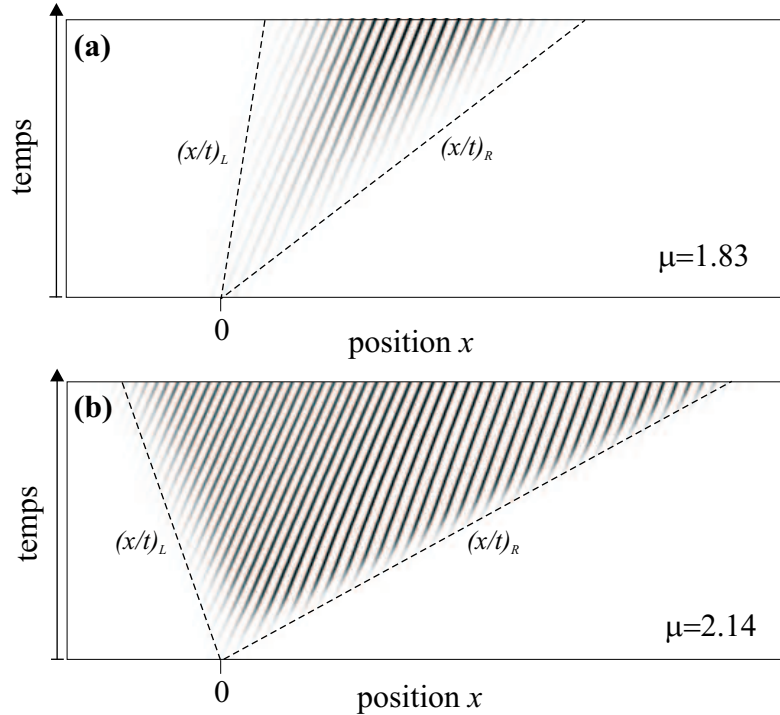 (a)
temps
(x/t)L
(x/t)R
μ=1.83
0
position x
(b)
temps
(x/t)L
(x/t)R
μ=2.14
0
position x